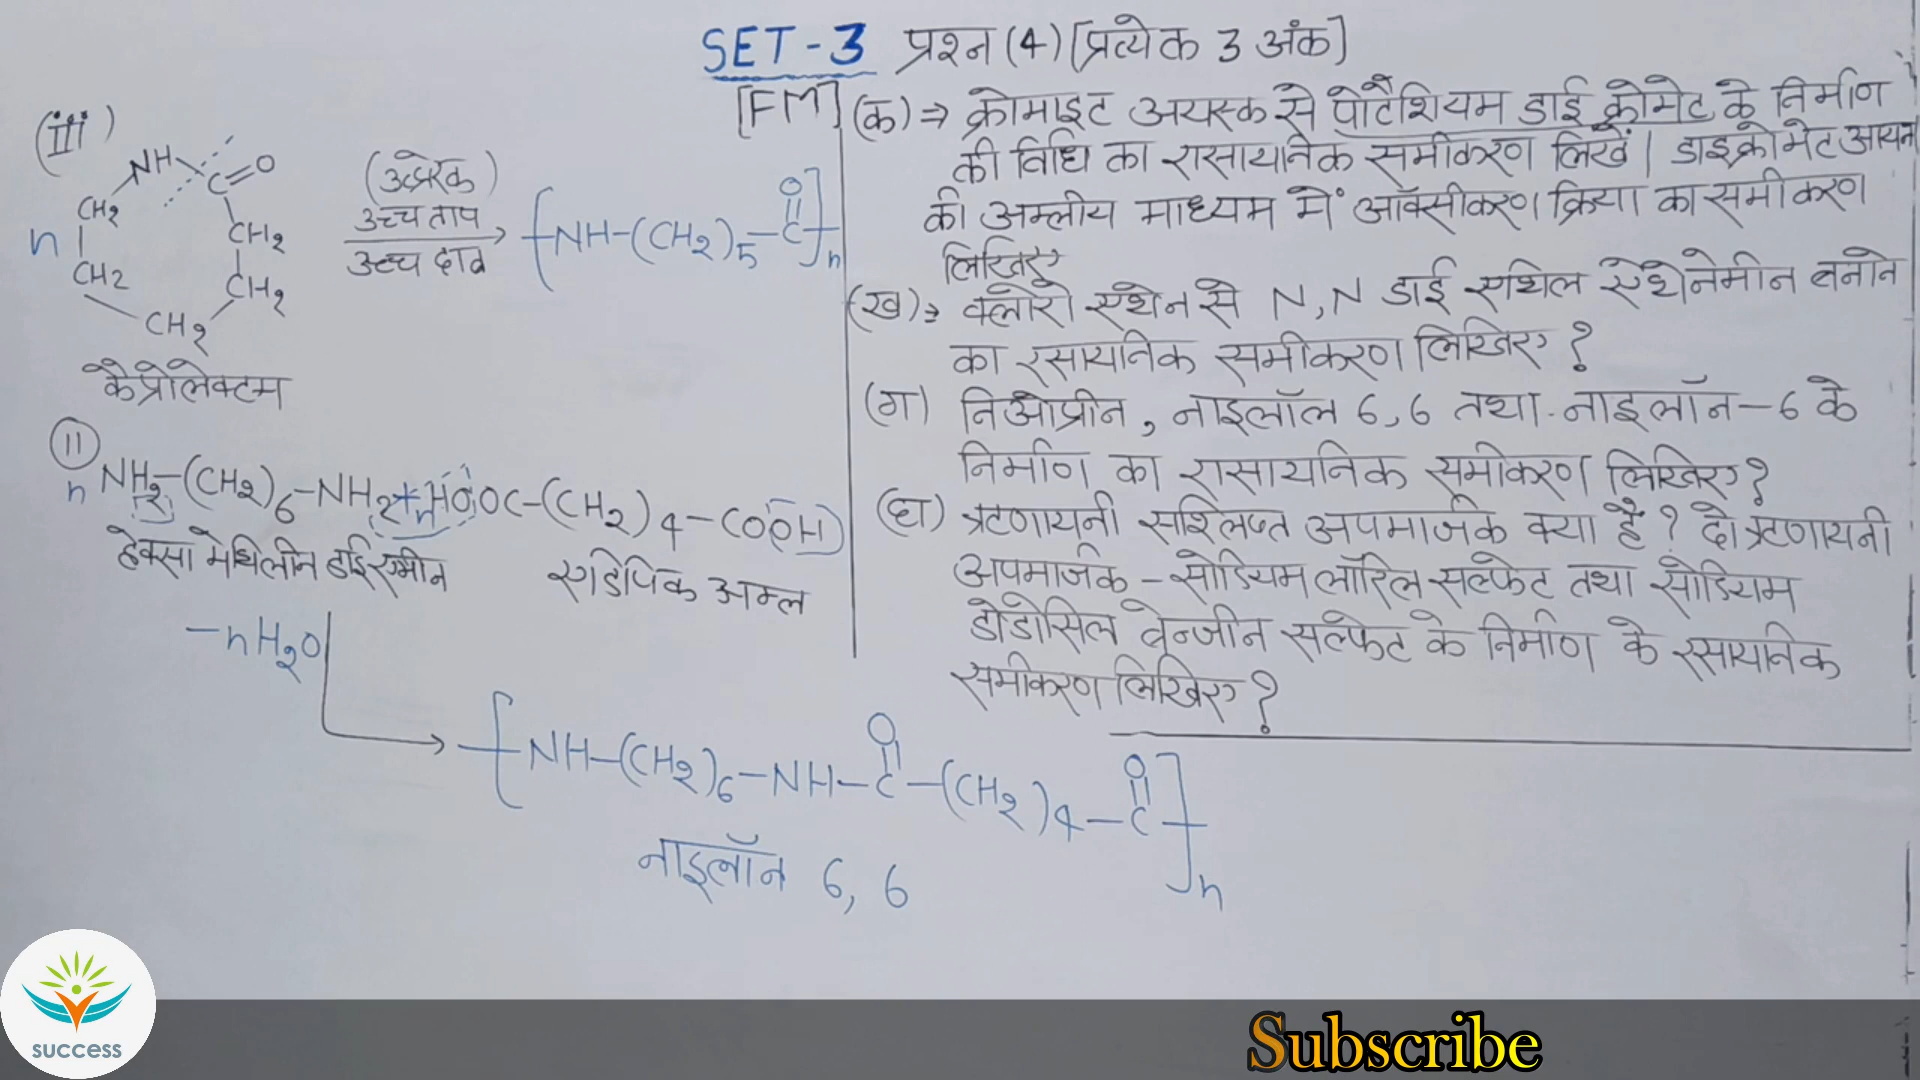 SET-3 प्रश्न (4) [प्रत्येक 3 अंक]
[FM] (क) ⇒ क्रोमाइट अयस्क से पोटैशियम डाई क्रोमेट के निर्माण
की विधि का रासायनिक समीकरण लिखें। डाइक्रोमेट आयन
की अम्लीय माध्यम में ऑक्सीकरण क्रिया का समीकरण
लिखिए
(ख) ⇒ क्लोरो एथेन से N,N डाई एथिल ऐथेनेमीन बनाने
का रसायनिक समीकरण लिखिए?
(ग) निओप्रीन, नाइलॉल 6,6 तथा नाइलॉन-6 के
निर्माण का रासायनिक समीकरण लिखिए?
(घ) ऋणायनी संश्लिप्त अपमार्जक क्या है? दो ऋणायनी
अपमार्जक - सोडियम लॉरिल सल्फेट तथा सोडियम
डोडोसिल बेन्जीन सल्फेट के निर्माण के रसायनिक
समीकरण लिखिए?
(iii)
NH C=O
CH2 CH2
n
CH2 CH2
CH2
कैप्रोलेक्टम
(उत्प्रेरक)
उच्च ताप
उच्च दाब
[NH-(CH2)5-C]n
O
(ii)
n NH2-(CH2)6-NH2 + n HOOC-(CH2)4-COOH
हेक्सा मेथिलीन डाईएमीन एडिपिक अम्ल
-nH2O
O O
[NH-(CH2)6-NH-C-(CH2)4-C]n
नाइलॉन 6,6
success
Subscribe